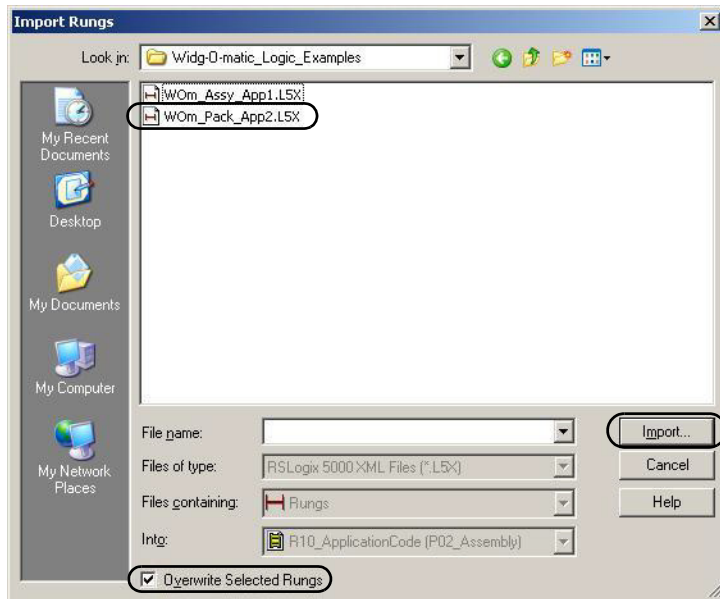 Import Rungs
Look in: Widg-O-matic_Logic_Examples
WOm_Assy_App1.L5X
WOm_Pack_App2.L5X
My Recent
Documents
Desktop
My Documents
My Computer
My Network
Places
File name:
Import...
Files of type: RSLogix 5000 XML Files (*.L5X)
Cancel
Files containing: Rungs
Help
Into: R10_ApplicationCode (P02_Assembly)
Overwrite Selected Rungs